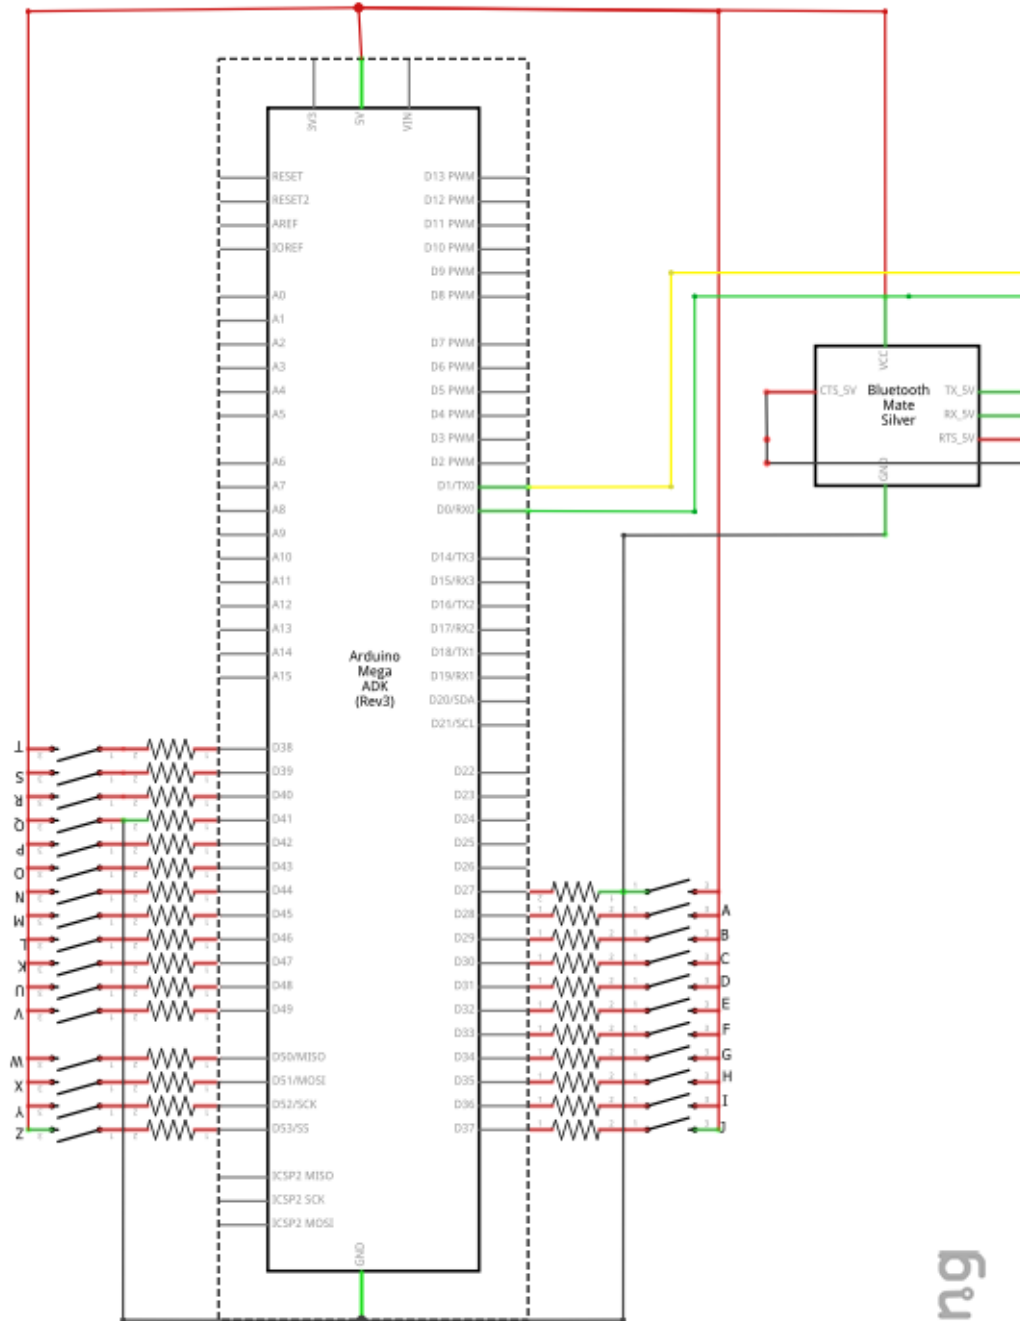 3V3
5V
VIN
RESET
D13 PWM
RESET2
D12 PWM
AREF
D11 PWM
IOREF
D10 PWM
D9 PWM
A0
D8 PWM
A1
A2
D7 PWM
A3
D6 PWM
A4
D5 PWM
A5
D4 PWM
D3 PWM
A6
D2 PWM
A7
D1/TX0
A8
D0/RX0
A9
A10
D14/TX3
A11
D15/RX3
A12
D16/TX2
A13
D17/RX2
A14
D18/TX1
A15
D19/RX1
D20/SDA
D21/SCL
Arduino
Mega
ADK
(Rev3)
VCC
CTS_5V
Bluetooth
Mate
Silver
TX_5V
RX_5V
RTS_5V
GND
T
D38
S
D39
D22
R
D40
D23
Q
D41
D24
P
D42
D25
O
D43
D26
N
D44
D27
M
D45
D28
A
L
D46
D29
B
K
D47
D30
C
U
D48
D31
D
V
D49
D32
E
D33
F
W
D50/MISO
D34
G
X
D51/MOSI
D35
H
Y
D52/SCK
D36
I
Z
D53/SS
D37
J
ICSP2 MISO
ICSP2 SCK
ICSP2 MOSI
GND
ng